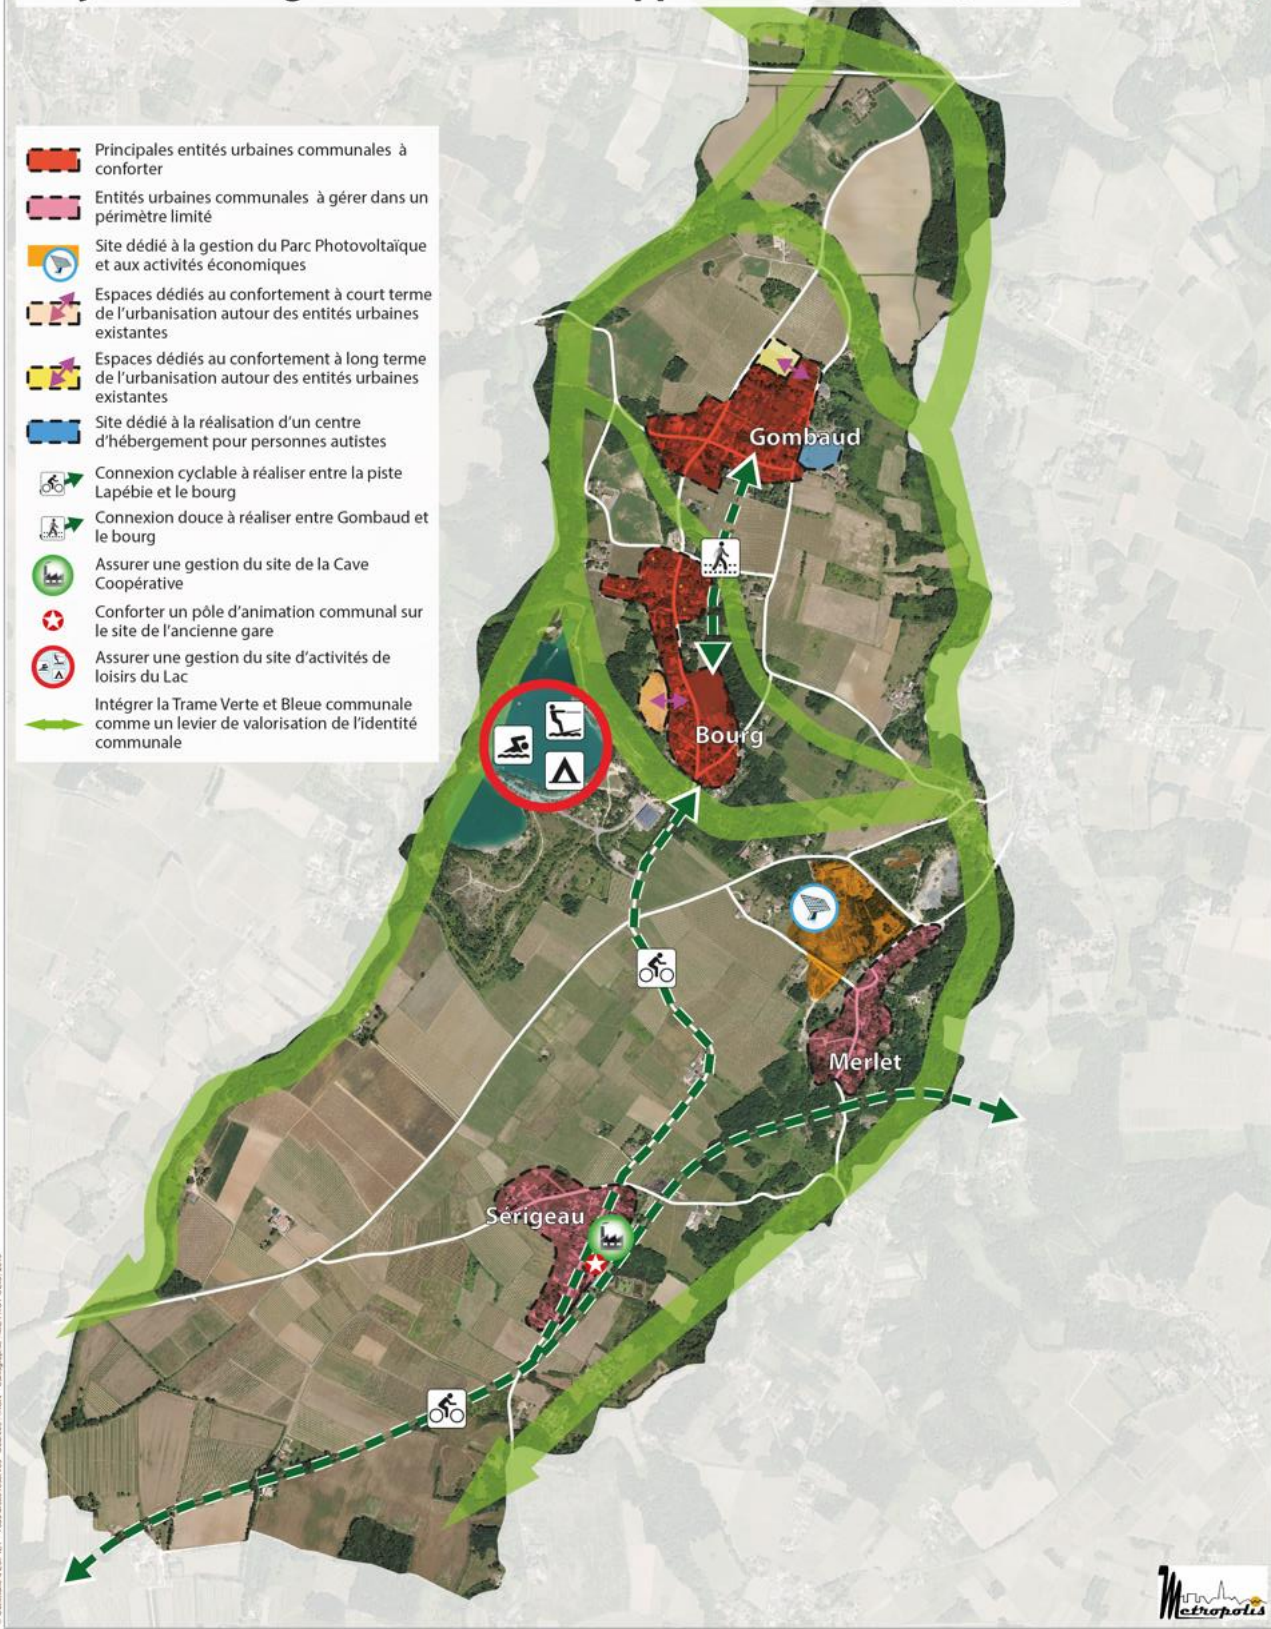 Principales entités urbaines communales à
conforter
Entités urbaines communales à gérer dans un
périmètre limité
Site dédié à la gestion du Parc Photovoltaïque
et aux activités économiques
Espaces dédiés au confortement à court terme
de l'urbanisation autour des entités urbaines
existantes
Espaces dédiés au confortement à long terme
de l'urbanisation autour des entités urbaines
existantes
Site dédié à la réalisation d'un centre
d'hébergement pour personnes autistes
Connexion cyclable à réaliser entre la piste
Lapébie et le bourg
Connexion douce à réaliser entre Gombaud et
le bourg
Assurer une gestion du site de la Cave
Coopérative
Conforter un pôle d'animation communal sur
le site de l'ancienne gare
Assurer une gestion du site d'activités de
loisirs du Lac
Intégrer la Trame Verte et Bleue communale
comme un levier de valorisation de l'identité
communale
Gombaud
Bourg
Merlet
Sérigeau
Metropolis